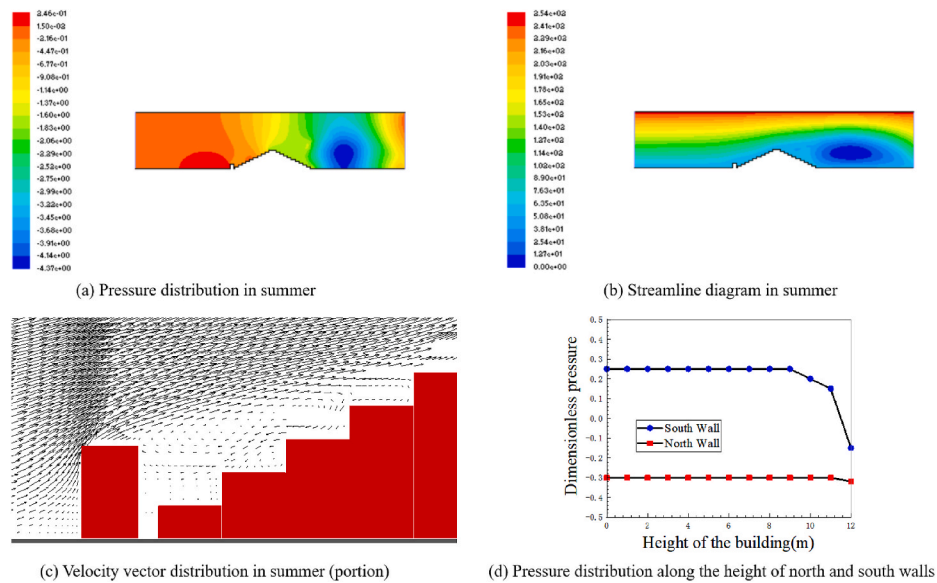 2.46e-01
1.50e-02
-2.16e-01
-4.47e-01
-6.77e-01
-9.08e-01
-1.14e+00
-1.37e+00
-1.60e+00
-1.83e+00
-2.06e+00
-2.29e+00
-2.52e+00
-2.75e+00
-2.99e+00
-3.22e+00
-3.45e+00
-3.68e+00
-3.91e+00
-4.14e+00
-4.37e+00
(a) Pressure distribution in summer
2.54e+02
2.41e+02
2.29e+02
2.16e+02
2.03e+02
1.91e+02
1.78e+02
1.65e+02
1.53e+02
1.40e+02
1.27e+02
1.14e+02
1.02e+02
8.90e+01
7.63e+01
6.35e+01
5.08e+01
3.81e+01
2.54e+01
1.27e+01
0.00e+00
(b) Streamline diagram in summer
(c) Velocity vector distribution in summer (portion)
Dimensionless pressure
0.5
0.4
0.3
0.2
0.1
0.0
-0.1
-0.2
-0.3
-0.4
-0.5
South Wall
North Wall
0 2 4 6 8 10 12
Height of the building(m)
(d) Pressure distribution along the height of north and south walls